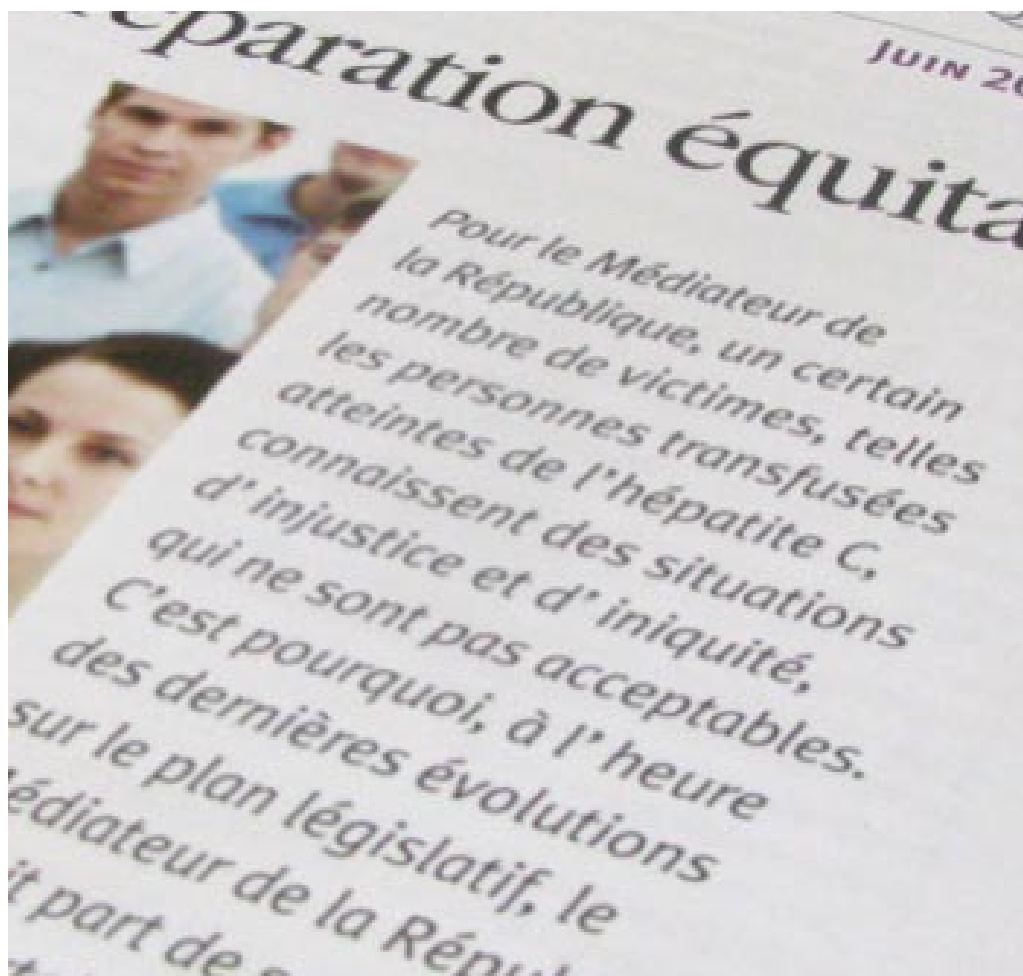 JUIN 20
éparation équita
Pour le Médiateur de
la République, un certain
nombre de victimes, telles
les personnes transfusées
atteintes de l'hépatite C,
connaissent des situations
d' injustice et d' iniquité,
qui ne sont pas acceptables.
C'est pourquoi, à l' heure
des dernières évolutions
sur le plan législatif, le
édiateur de la Répu
it part de